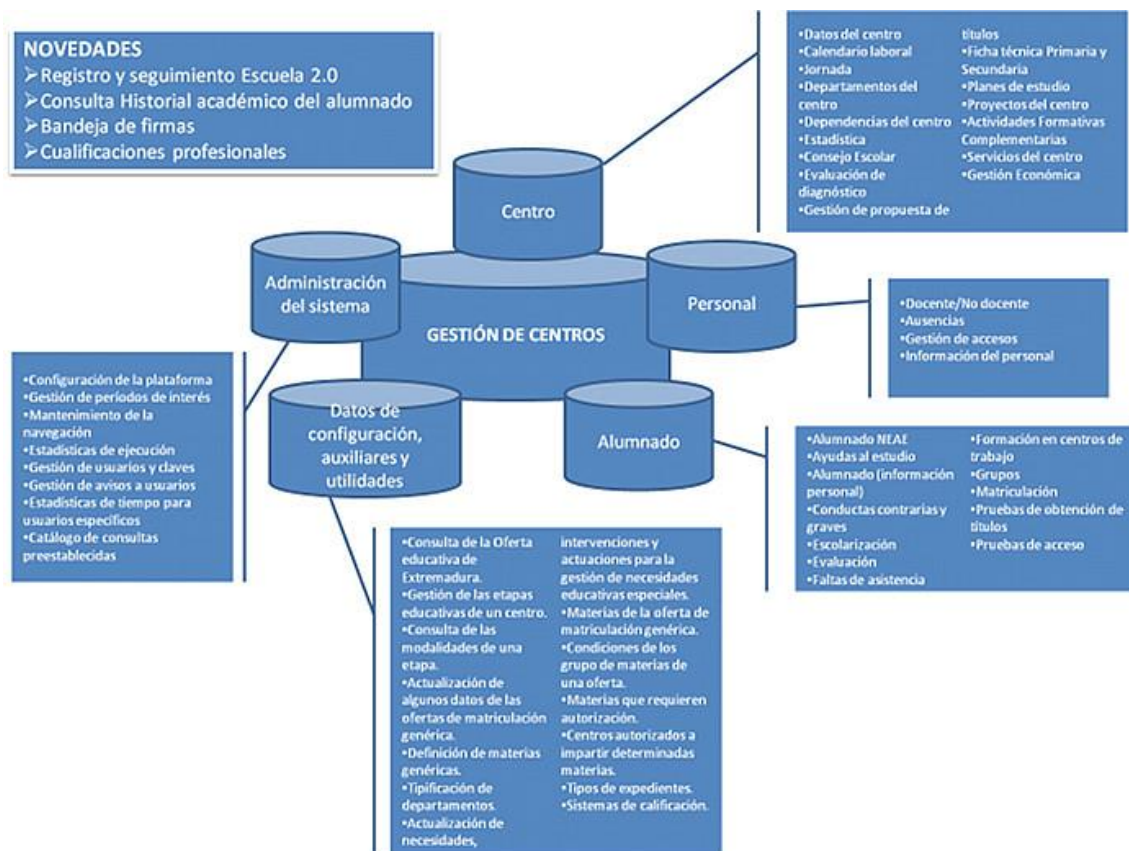 NOVEDADES
➢Registro y seguimiento Escuela 2.0
➢Consulta Historial académico del alumnado
➢Bandeja de firmas
➢Cualificaciones profesionales
•Datos del centro
•Calendario laboral
•Jornada
•Departamentos del
centro
•Dependencias del centro
•Estadística
•Consejo Escolar
•Evaluación de
diagnóstico
•Gestión de propuesta de
títulos
•Ficha técnica Primaria y
Secundaria
•Planes de estudio
•Proyectos del centro
•Actividades Formativas
Complementarias
•Servicios del centro
•Gestión Económica
Centro
Administración
del sistema
Personal
GESTIÓN DE CENTROS
•Docente/No docente
•Ausencias
•Gestión de accesos
•Información del personal
•Configuración de la plataforma
•Gestión de períodos de interés
•Mantenimiento de la
navegación
•Estadísticas de ejecución
•Gestión de usuarios y claves
•Gestión de avisos a usuarios
•Estadísticas de tiempo para
usuarios específicos
•Catálogo de consultas
preestablecidas
Datos de
configuración,
auxiliares y
utilidades
Alumnado
•Alumnado NEAE
•Ayudas al estudio
•Alumnado (información
personal)
•Conductas contrarias y
graves
•Escolarización
•Evaluación
•Faltas de asistencia
•Formación en centros de
trabajo
•Grupos
•Matriculación
•Pruebas de obtención de
títulos
•Pruebas de acceso
•Consulta de la Oferta
educativa de
Extremadura.
•Gestión de las etapas
educativas de un centro.
•Consulta de las
modalidades de una
etapa.
•Actualización de
algunos datos de las
ofertas de matriculación
genérica.
•Definición de materias
genéricas.
•Tipificación de
departamentos.
•Actualización de
necesidades,
intervenciones y
actuaciones para la
gestión de necesidades
educativas especiales.
•Materias de la oferta de
matriculación genérica.
•Condiciones de los
grupo de materias de
una oferta.
•Materias que requieren
autorización.
•Centros autorizados a
impartir determinadas
materias.
•Tipos de expedientes.
•Sistemas de calificación.